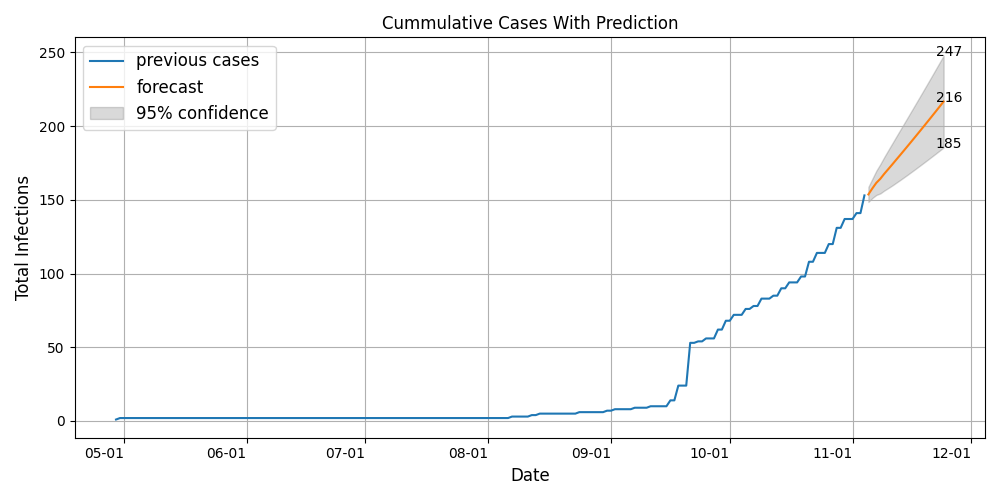 Cummulative Cases With Prediction
previous cases
forecast
95% confidence
247
216
185
250
200
150
100
50
0
Total Infections
05-01
06-01
07-01
08-01
09-01
10-01
11-01
12-01
Date